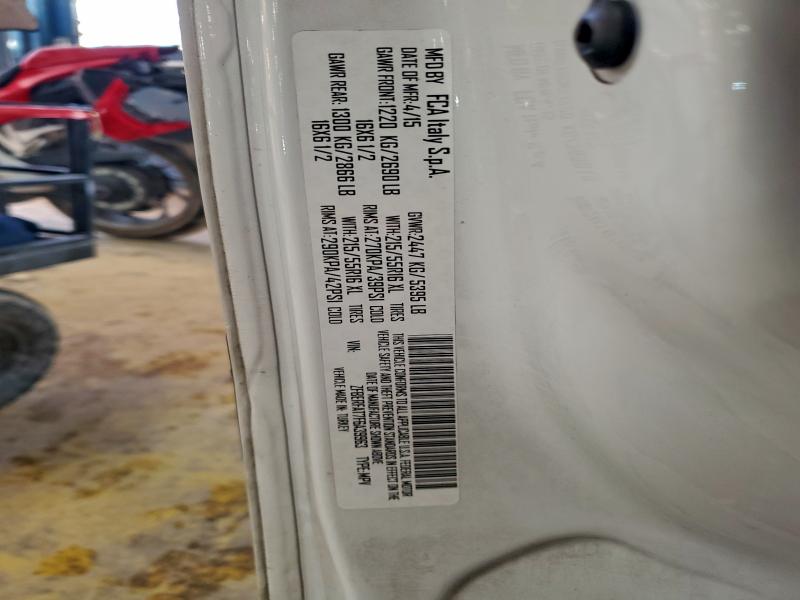 MFD BY FCA Italy S.p.A.
DATE OF MFR:4/15 GVWR:2447 KG/5395 LB
GAWR FRONT:1220 KG/2690 LB WITH:215/55R16 XL TIRES
16X6 1/2 RIMS AT:270KPA/39PSI COLD
GAWR REAR: 1300 KG/2866 LB WITH:215/55R16 XL TIRES
16X6 1/2 RIMS AT:290KPA/42PSI COLD
THIS VEHICLE CONFORMS TO ALL APPLICABLE U.S.A. FEDERAL MOTOR
VEHICLE SAFETY AND THEFT PREVENTION STANDARDS IN EFFECT ON THE
DATE OF MANUFACTURE SHOWN ABOVE
VIN: TYPE:MPV
VEHICLE MADE IN: TURKEY